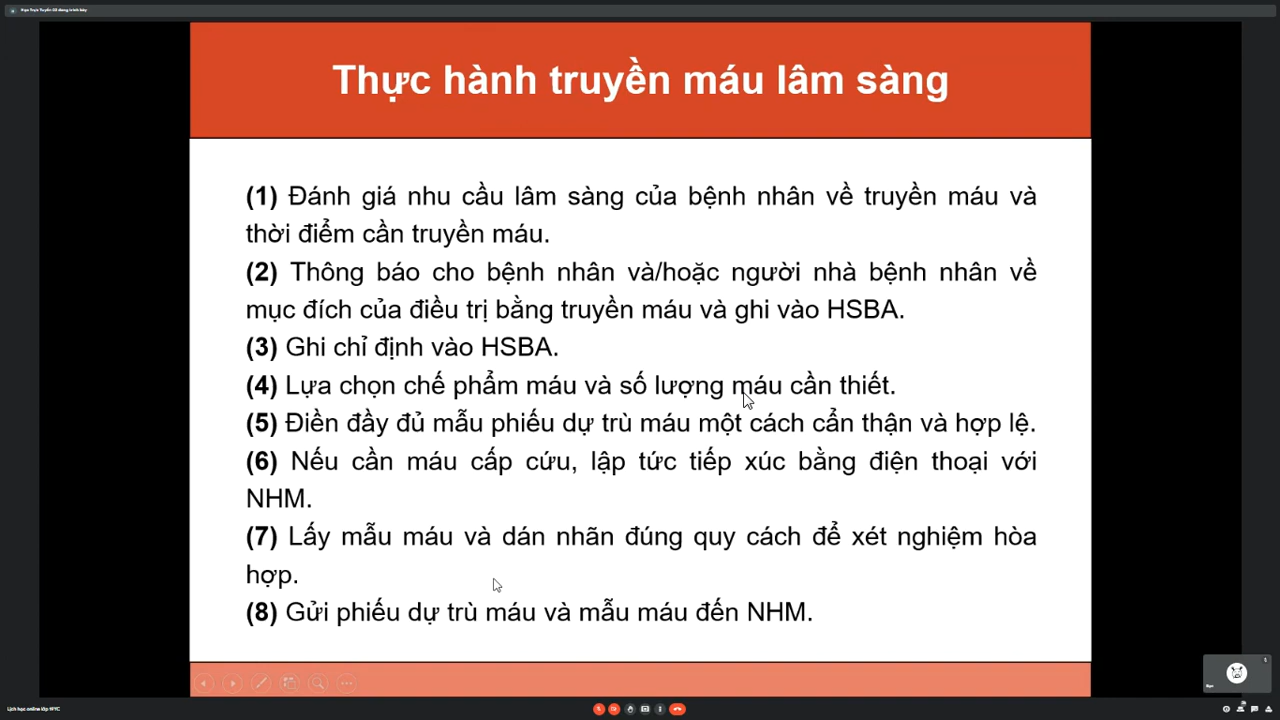 Thực hành truyền máu lâm sàng
(1) Đánh giá nhu cầu lâm sàng của bệnh nhân về truyền máu và
thời điểm cần truyền máu.
(2) Thông báo cho bệnh nhân và/hoặc người nhà bệnh nhân về
mục đích của điều trị bằng truyền máu và ghi vào HSBA.
(3) Ghi chỉ định vào HSBA.
(4) Lựa chọn chế phẩm máu và số lượng máu cần thiết.
(5) Điền đầy đủ mẫu phiếu dự trù máu một cách cẩn thận và hợp lệ.
(6) Nếu cần máu cấp cứu, lập tức tiếp xúc bằng điện thoại với
NHM.
(7) Lấy mẫu máu và dán nhãn đúng quy cách để xét nghiệm hòa
hợp.
(8) Gửi phiếu dự trù máu và mẫu máu đến NHM.
Bạn
Lịch học online lớp